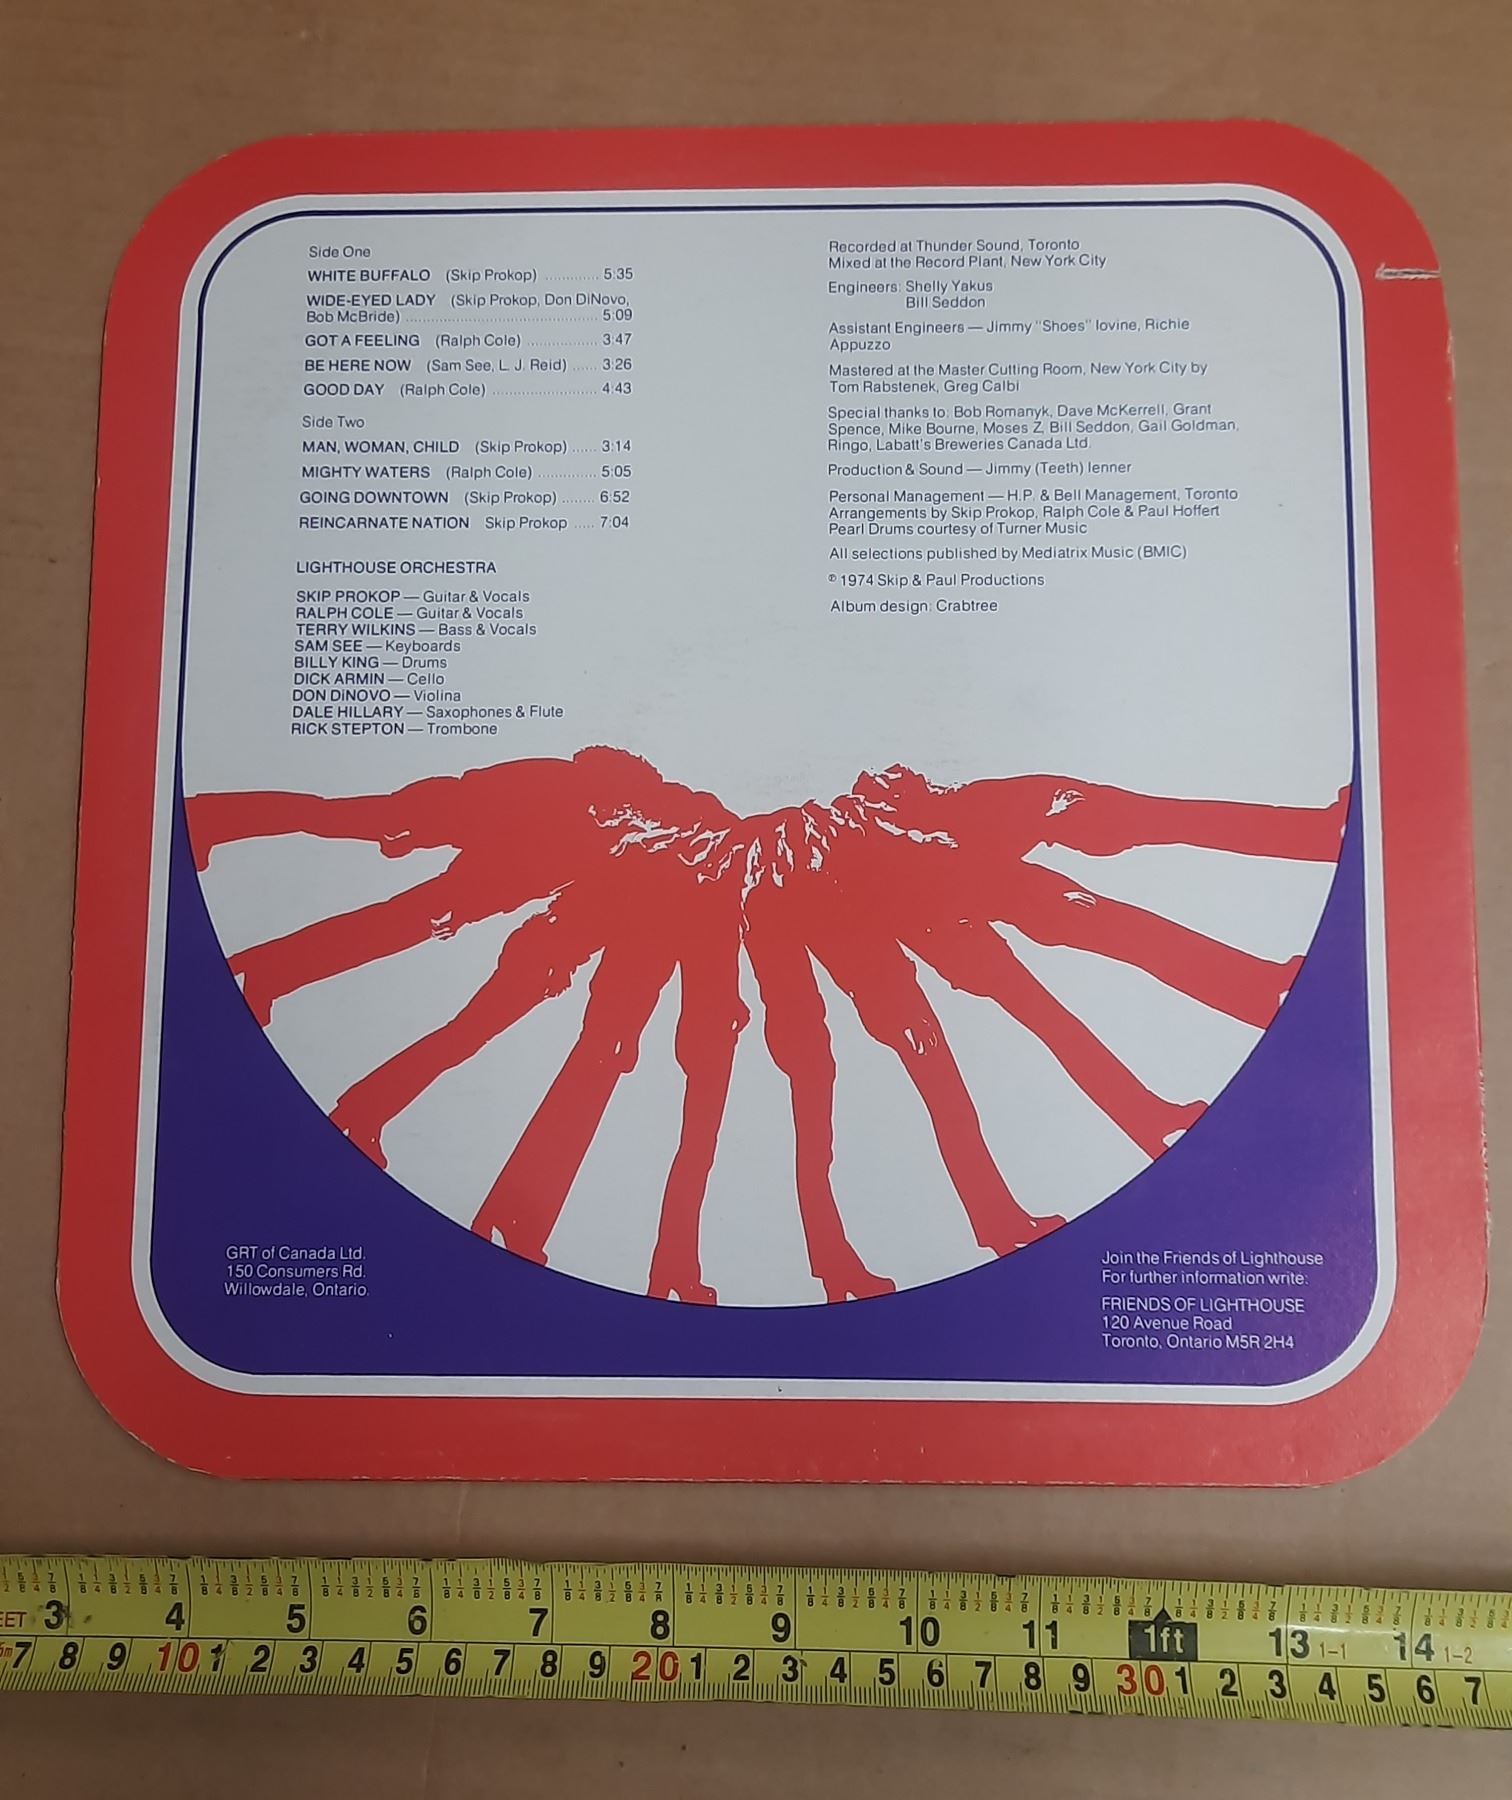 Side One
WHITE BUFFALO (Skip Prokop) ............. 5:35
WIDE-EYED LADY (Skip Prokop, Don DiNovo,
Bob McBride) ............................................. 5:09
GOT A FEELING (Ralph Cole) ................. 3:47
BE HERE NOW (Sam See, L. J. Reid) ...... 3:26
GOOD DAY (Ralph Cole) ......................... 4:43
Side Two
MAN, WOMAN, CHILD (Skip Prokop) ...... 3:14
MIGHTY WATERS (Ralph Cole) .............. 5:05
GOING DOWNTOWN (Skip Prokop) ........ 6:52
REINCARNATE NATION Skip Prokop ..... 7:04
LIGHTHOUSE ORCHESTRA
SKIP PROKOP — Guitar & Vocals
RALPH COLE — Guitar & Vocals
TERRY WILKINS — Bass & Vocals
SAM SEE — Keyboards
BILLY KING — Drums
DICK ARMIN — Cello
DON DiNOVO — Violina
DALE HILLARY — Saxophones & Flute
RICK STEPTON — Trombone
Recorded at Thunder Sound, Toronto
Mixed at the Record Plant, New York City
Engineers: Shelly Yakus
Bill Seddon
Assistant Engineers — Jimmy "Shoes" Iovine, Richie
Appuzzo
Mastered at the Master Cutting Room, New York City by
Tom Rabstenek, Greg Calbi
Special thanks to: Bob Romanyk, Dave McKerrell, Grant
Spence, Mike Bourne, Moses Z, Bill Seddon, Gail Goldman,
Ringo, Labatt's Breweries Canada Ltd.
Production & Sound — Jimmy (Teeth) Ienner
Personal Management — H.P. & Bell Management, Toronto
Arrangements by Skip Prokop, Ralph Cole & Paul Hoffert
Pearl Drums courtesy of Turner Music
All selections published by Mediatrix Music (BMIC)
℗ 1974 Skip & Paul Productions
Album design: Crabtree
GRT of Canada Ltd.
150 Consumers Rd.
Willowdale, Ontario.
Join the Friends of Lighthouse
For further information write:
FRIENDS OF LIGHTHOUSE
120 Avenue Road
Toronto, Ontario M5R 2H4
EET 3 4 5 6 7 8 9 10 11 1ft 13 1-1 14 1-2
7 8 9 10 1 2 3 4 5 6 7 8 9 20 1 2 3 4 5 6 7 8 9 30 1 2 3 4 5 6 7